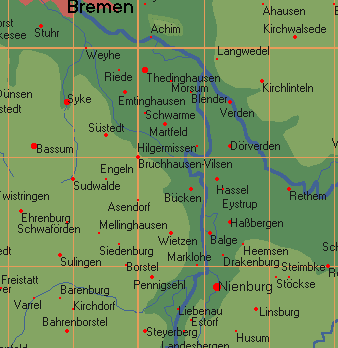 Bremen
Ahausen
Stuhr
Achim
Kirchwalsede
Weyhe
Langwedel
Riede
Thedinghausen
Morsum
Kirchlinteln
Syke
Emtinghausen
Blender
Schwarme
Verden
Süstedt
Martfeld
Bassum
Hilgermissen
Dörverden
Engeln
Bruchhausen-Vilsen
Sudwalde
Hassel
Bücken
Eystrup
Rethem
Asendorf
Ehrenburg
Schwaförden
Mellinghausen
Haßbergen
Wietzen
Balge
Siedenburg
Heemsen
Sulingen
Marklohe
Drakenburg
Borstel
Steimbke
Freistatt
Pennigsehl
Nienburg
Stöckse
Barenburg
Varrel
Kirchdorf
Liebenau
Linsburg
Bahrenborstel
Estorf
Steyerberg
Husum
Landesbergen